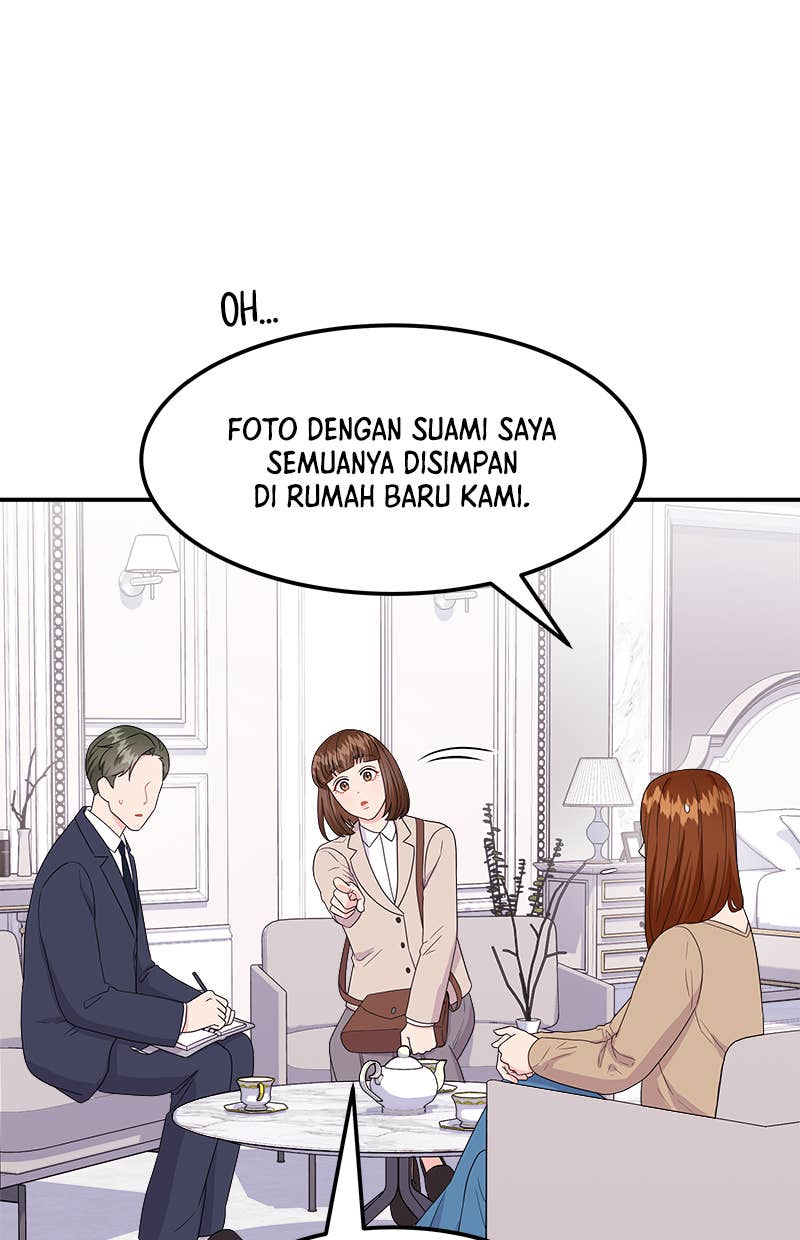 OH...
FOTO DENGAN SUAMI SAYA
SEMUANYA DISIMPAN
DI RUMAH BARU KAMI.